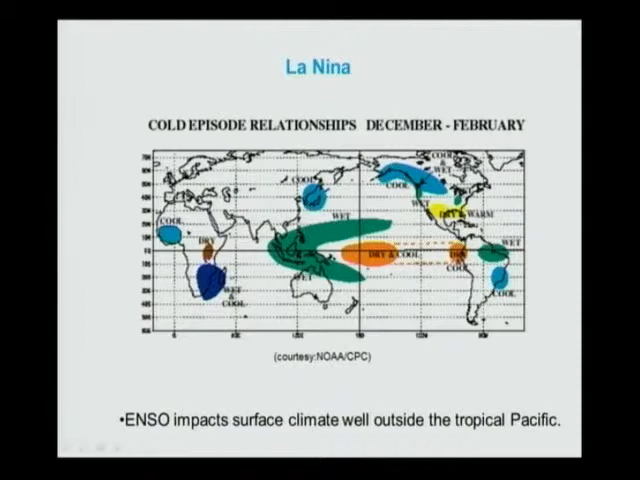 La Nina
COLD EPISODE RELATIONSHIPS DECEMBER - FEBRUARY
COOL
&
WET
COOL
COOL
WET
DRY & WARM
WET
COOL
DRY
WET
DRY & COOL
DRY
&
COOL
WET
WET
&
COOL
COOL
(courtesy:NOAA/CPC)
•ENSO impacts surface climate well outside the tropical Pacific.